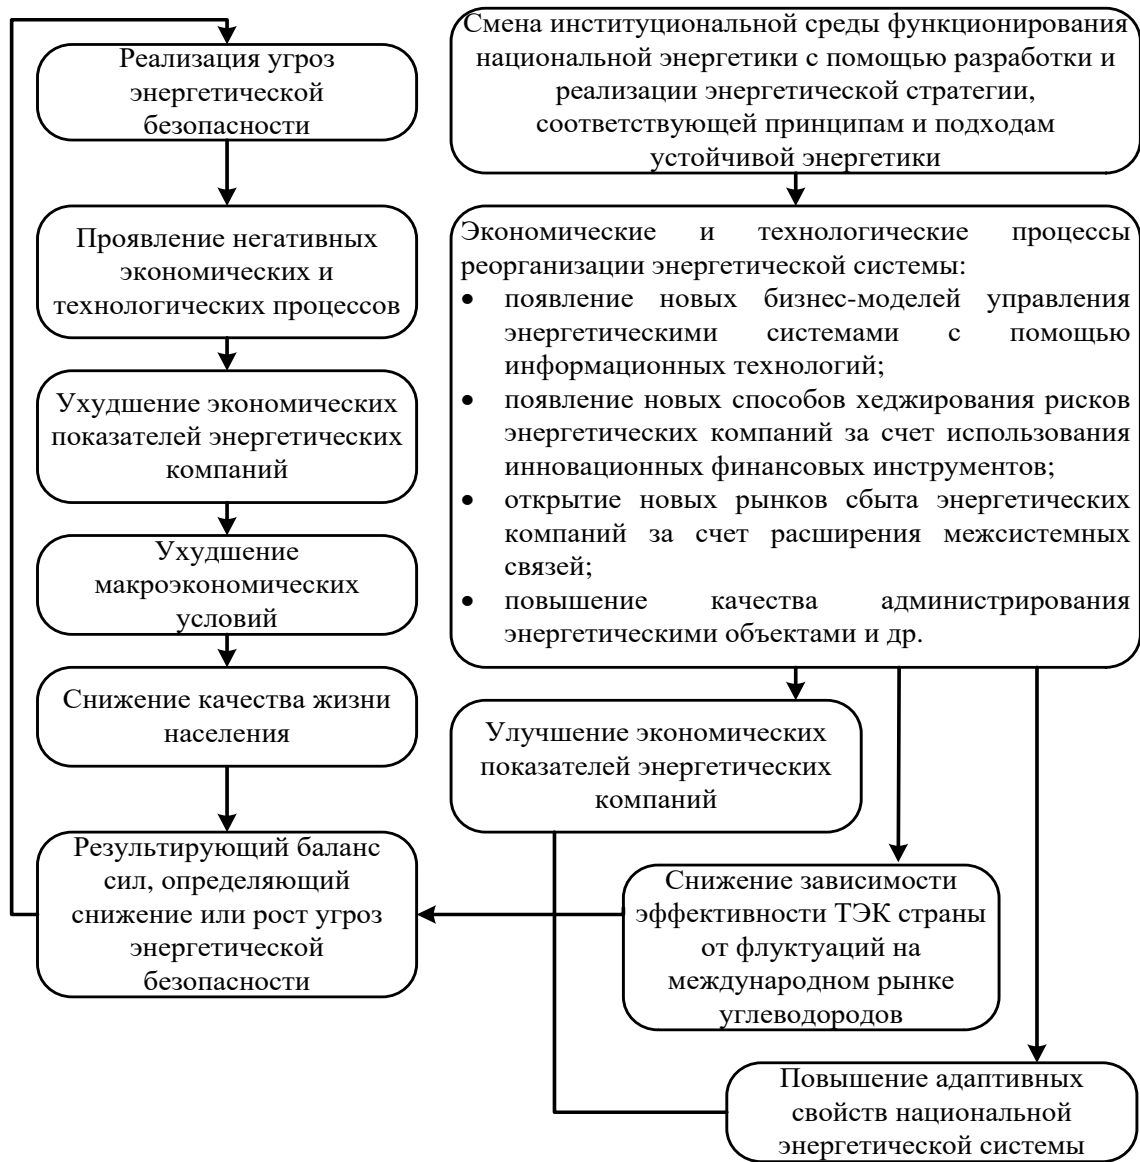 Реализация угроз
энергетической
безопасности
Проявление негативных
экономических и
технологических процессов
Ухудшение экономических
показателей энергетических
компаний
Ухудшение
макроэкономических
условий
Снижение качества жизни
населения
Результирующий баланс
сил, определяющий
снижение или рост угроз
энергетической
безопасности
Смена институциональной среды функционирования
национальной энергетики с помощью разработки и
реализации энергетической стратегии,
соответствующей принципам и подходам
устойчивой энергетики
Экономические и технологические процессы
реорганизации энергетической системы:
• появление новых бизнес-моделей управления
энергетическими системами с помощью
информационных технологий;
• появление новых способов хеджирования рисков
энергетических компаний за счет использования
инновационных финансовых инструментов;
• открытие новых рынков сбыта энергетических
компаний за счет расширения межсистемных
связей;
• повышение качества администрирования
энергетическими объектами и др.
Улучшение экономических
показателей энергетических
компаний
Снижение зависимости
эффективности ТЭК страны
от флуктуаций на
международном рынке
углеводородов
Повышение адаптивных
свойств национальной
энергетической системы